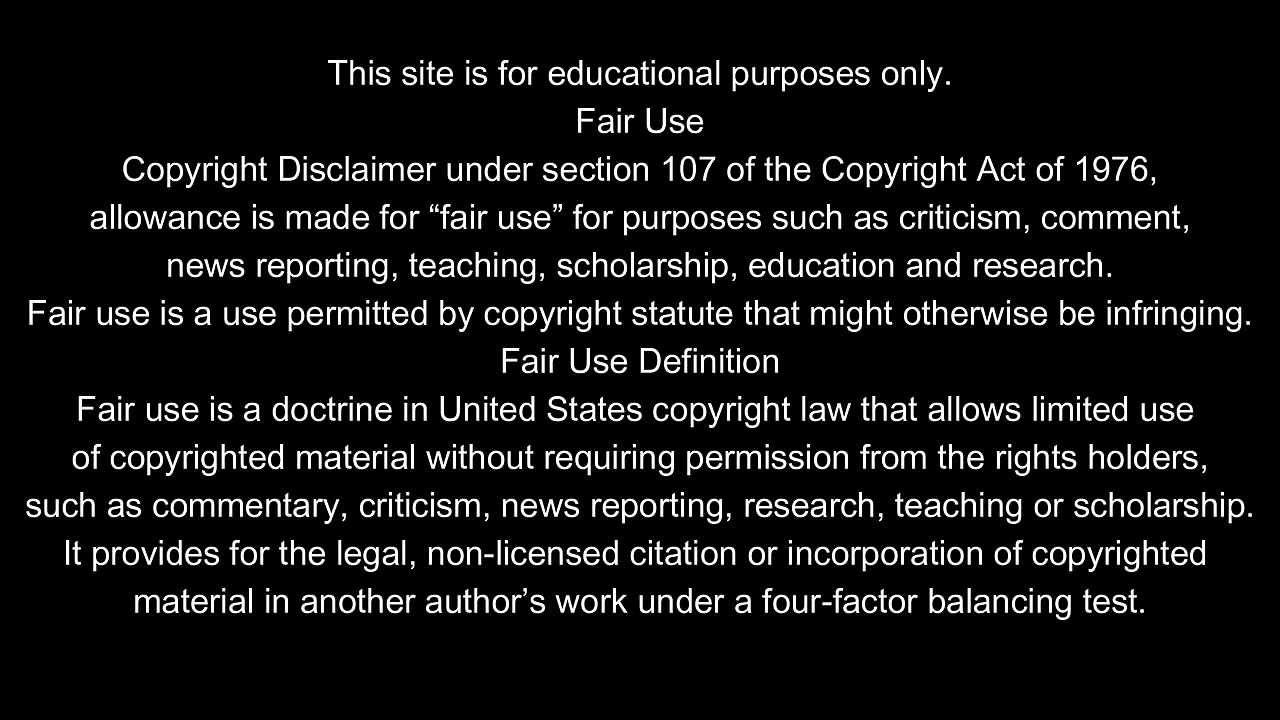 This site is for educational purposes only.
Fair Use
Copyright Disclaimer under section 107 of the Copyright Act of 1976,
allowance is made for “fair use” for purposes such as criticism, comment,
news reporting, teaching, scholarship, education and research.
Fair use is a use permitted by copyright statute that might otherwise be infringing.
Fair Use Definition
Fair use is a doctrine in United States copyright law that allows limited use
of copyrighted material without requiring permission from the rights holders,
such as commentary, criticism, news reporting, research, teaching or scholarship.
It provides for the legal, non-licensed citation or incorporation of copyrighted
material in another author’s work under a four-factor balancing test.